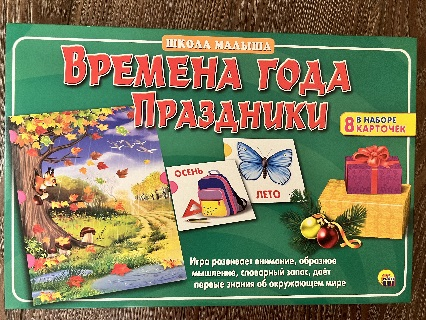 ШКОЛА МАЛЫША
ВРЕМЕНА ГОДА
ПРАЗДНИКИ
8 В НАБОРЕ
КАРТОЧЕК
ОСЕНЬ
ЛЕТО
Игра развивает внимание, образное
мышление, словарный запас, даёт
первые знания об окружающем мире